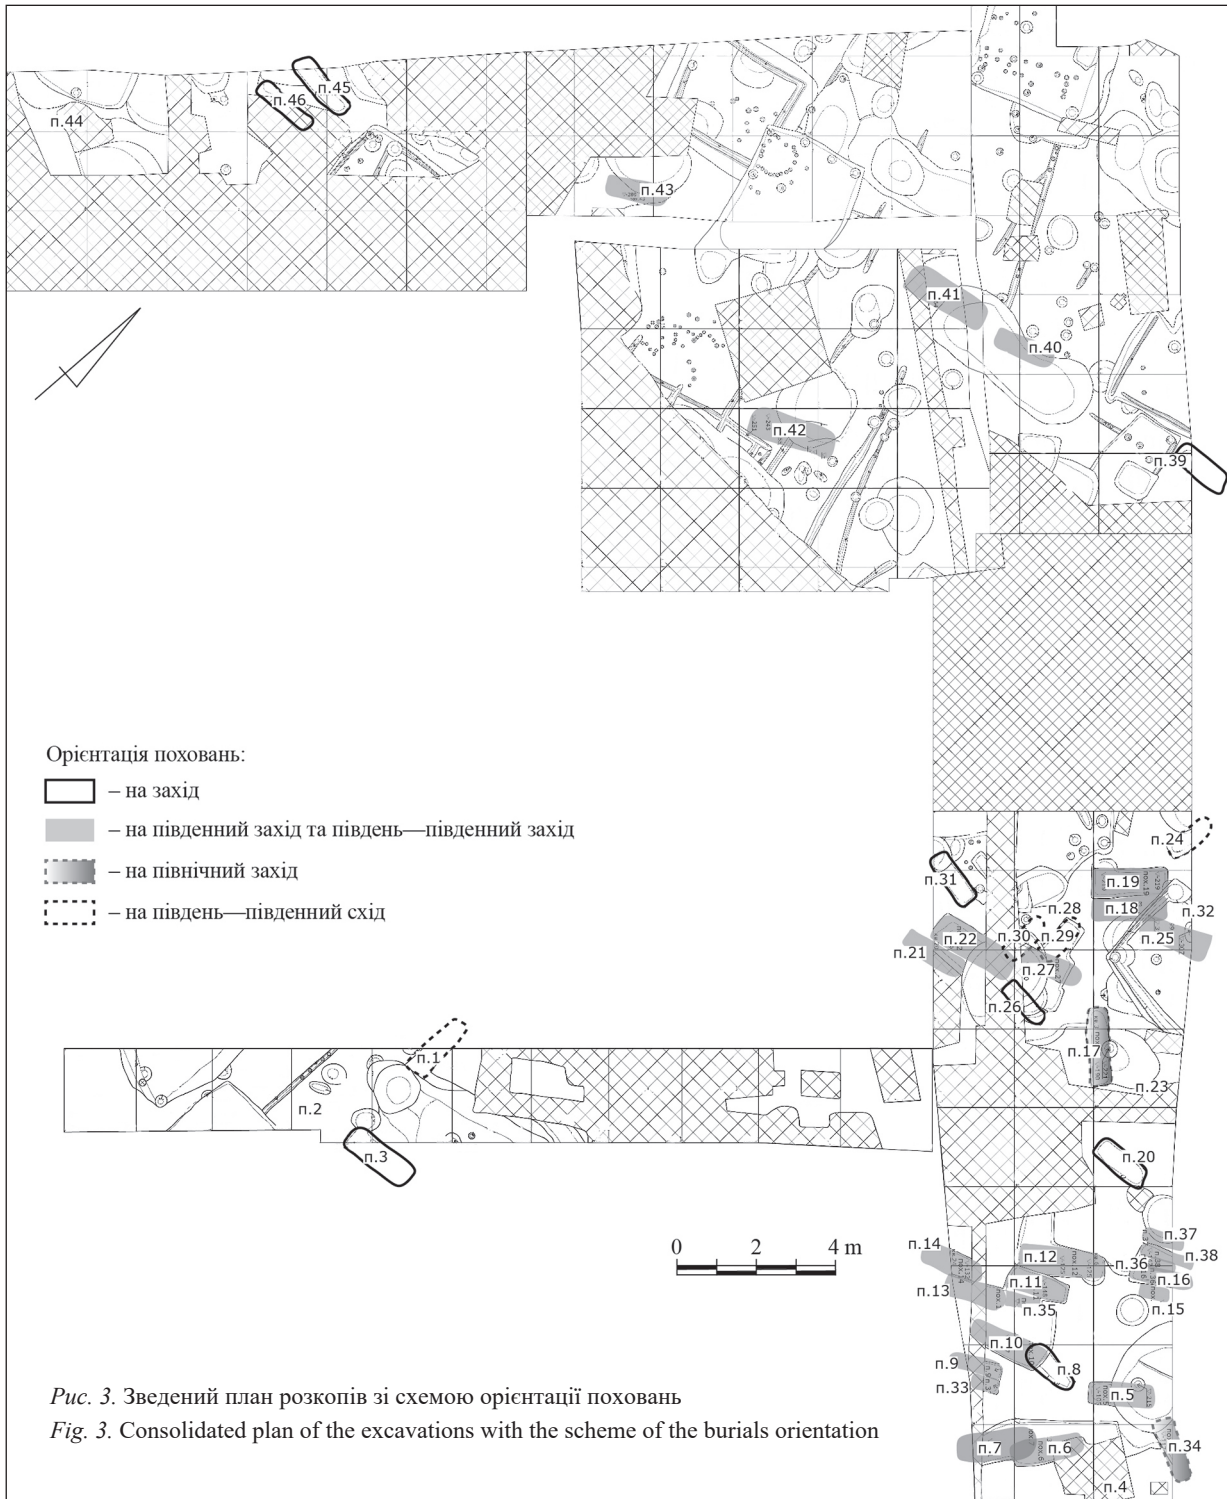 п.44
п.46
п.45
п.43
п.41
п.40
п.42
п.39
Орієнтація поховань:
– на захід
– на південний захід та південь—південний захід
– на північний захід
– на південь—південний схід
п.24
п.31
п.19
п.18
п.28
п.32
п.22
п.30
п.29
п.25
п.21
п.27
п.26
п.17
п.23
п.1
п.2
п.3
п.20
0 2 4 m
п.37
п.14
п.12
п.36
п.38
п.13
п.11
п.16
п.35
п.15
п.10
п.9
п.8
п.33
п.5
п.7
п.6
п.34
п.4
Рис. 3. Зведений план розкопів зі схемою орієнтації поховань
Fig. 3. Consolidated plan of the excavations with the scheme of the burials orientation